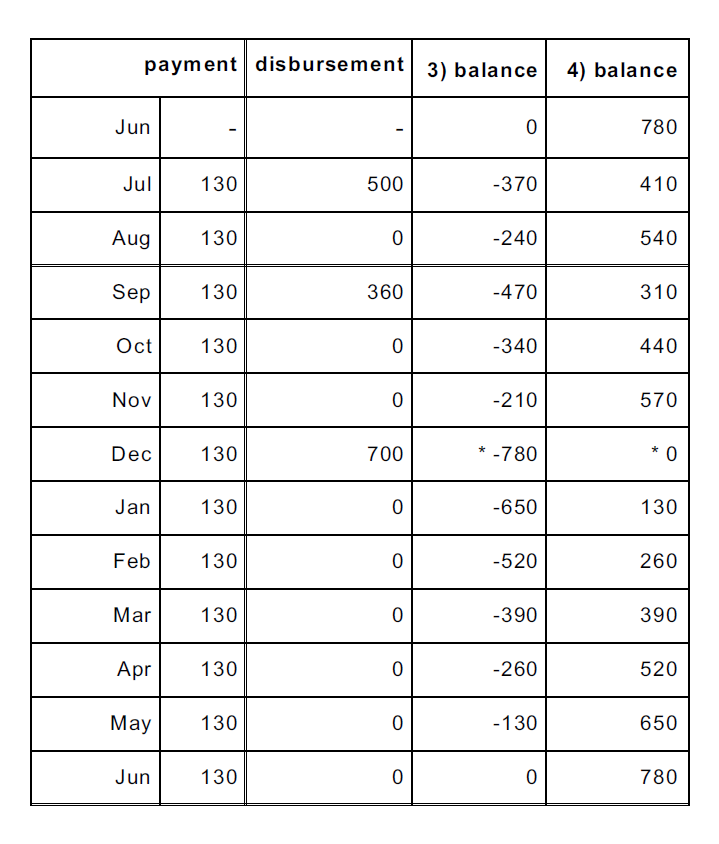 payment disbursement 3) balance 4) balance
Jun - - 0 780
Jul 130 500 -370 410
Aug 130 0 -240 540
Sep 130 360 -470 310
Oct 130 0 -340 440
Nov 130 0 -210 570
Dec 130 700 * -780 * 0
Jan 130 0 -650 130
Feb 130 0 -520 260
Mar 130 0 -390 390
Apr 130 0 -260 520
May 130 0 -130 650
Jun 130 0 0 780